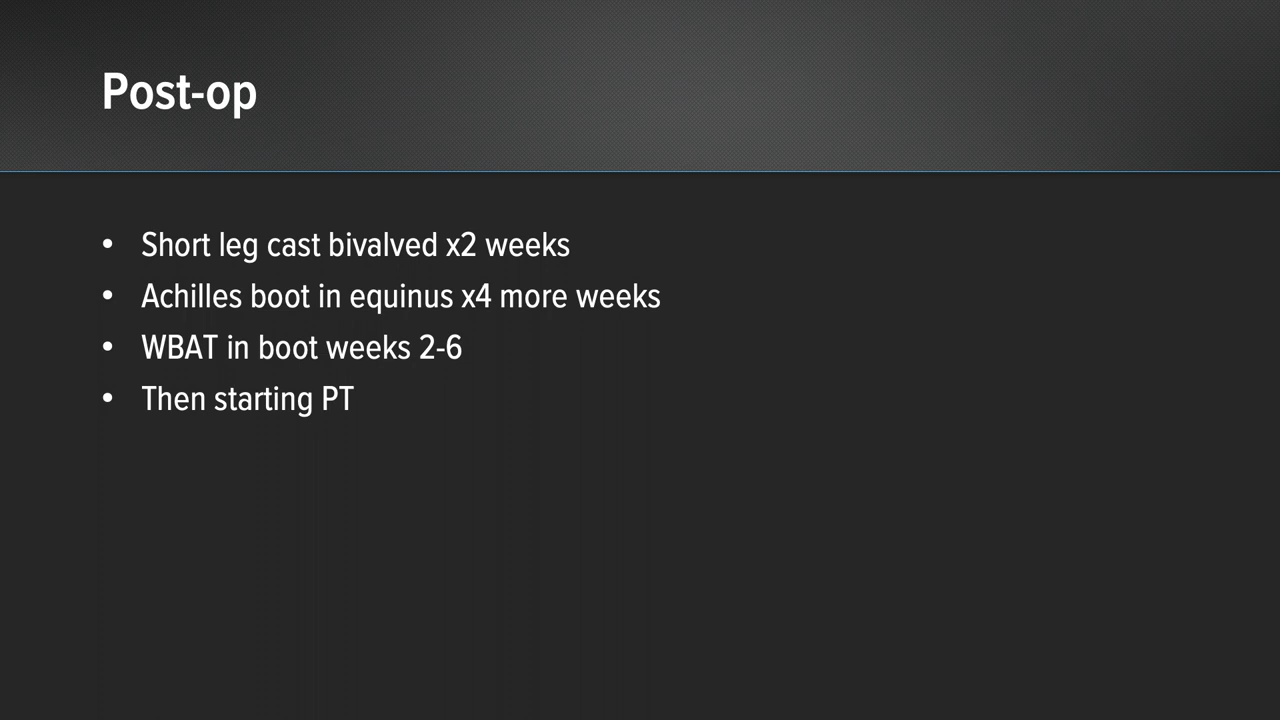 Post-op
• Short leg cast bivalved x2 weeks
• Achilles boot in equinus x4 more weeks
• WBAT in boot weeks 2-6
• Then starting PT